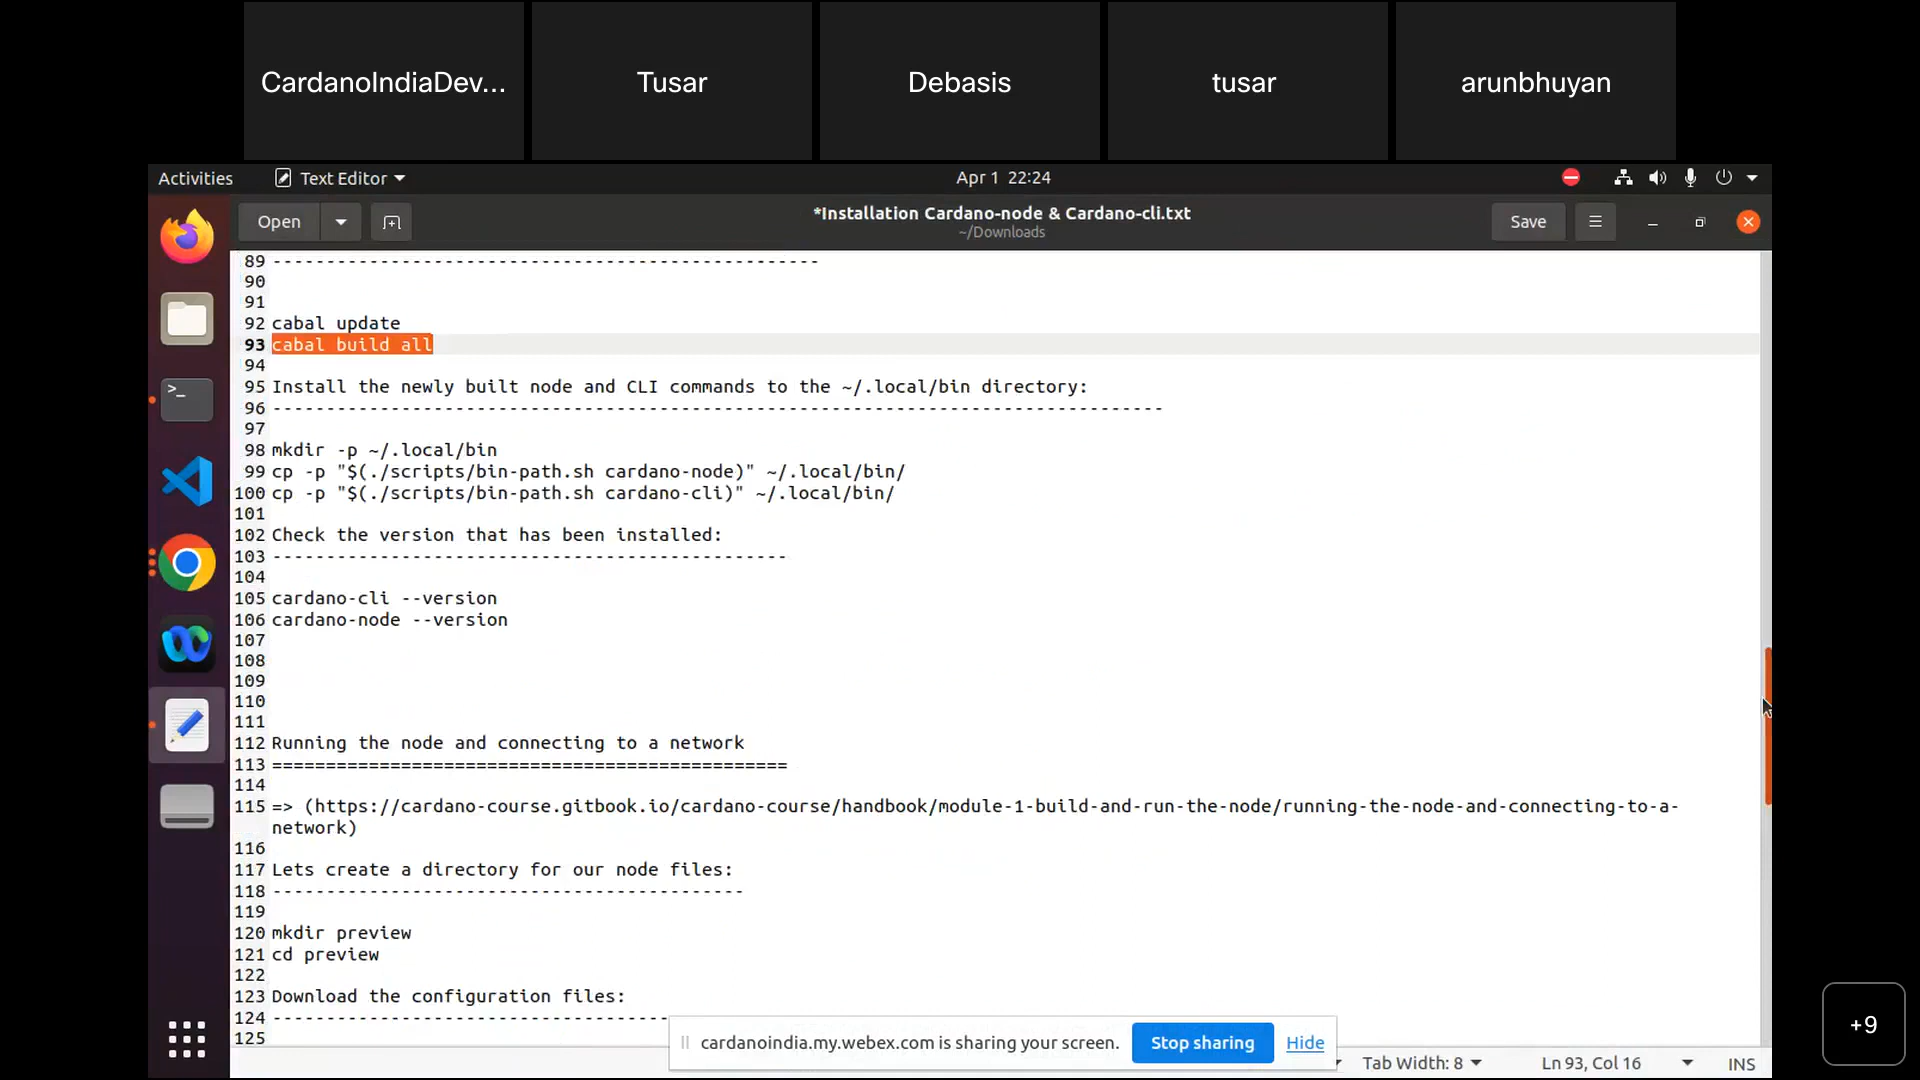 CardanoIndiaDev...
Tusar
Debasis
tusar
arunbhuyan
Activities
Text Editor
Apr 1 22:24
Open
*Installation Cardano-node & Cardano-cli.txt
~/Downloads
Save
89 ---------------------------------------------------
90
91
92 cabal update
93 cabal build all
94
95 Install the newly built node and CLI commands to the ~/.local/bin directory:
96 -----------------------------------------------------------------------------------
97
98 mkdir -p ~/.local/bin
99 cp -p "$(./scripts/bin-path.sh cardano-node)" ~/.local/bin/
100 cp -p "$(./scripts/bin-path.sh cardano-cli)" ~/.local/bin/
101
102 Check the version that has been installed:
103 ------------------------------------------------
104
105 cardano-cli --version
106 cardano-node --version
107
108
109
110
111
112 Running the node and connecting to a network
113 ================================================
114
115 => (https://cardano-course.gitbook.io/cardano-course/handbook/module-1-build-and-run-the-node/running-the-node-and-connecting-to-a-
network)
116
117 Lets create a directory for our node files:
118 --------------------------------------------
119
120 mkdir preview
121 cd preview
122
123 Download the configuration files:
124 -------------------------------------
125
cardanoindia.my.webex.com is sharing your screen.
Stop sharing
Hide
Tab Width: 8
Ln 93, Col 16
INS
+9